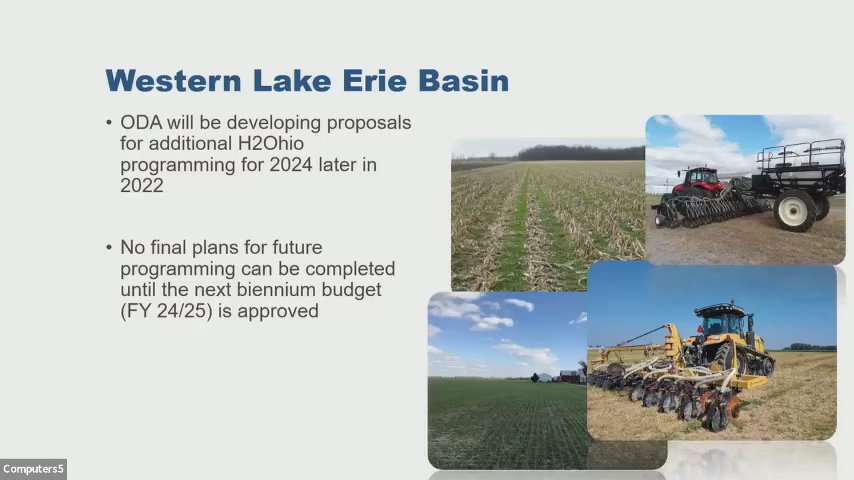 Western Lake Erie Basin
• ODA will be developing proposals
for additional H2Ohio
programming for 2024 later in
2022
• No final plans for future
programming can be completed
until the next biennium budget
(FY 24/25) is approved
Computers5